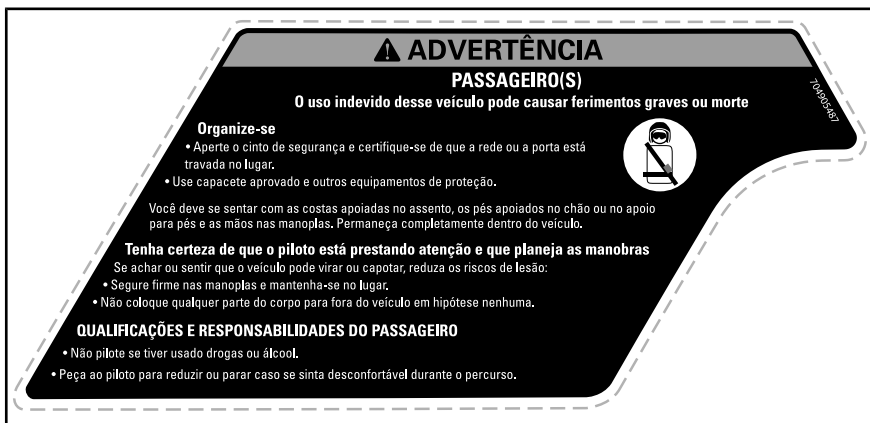 ADVERTÊNCIA
PASSAGEIRO(S)
O uso indevido desse veículo pode causar ferimentos graves ou morte
704905487
Organize-se
• Aperte o cinto de segurança e certifique-se de que a rede ou a porta está
travada no lugar.
• Use capacete aprovado e outros equipamentos de proteção.
Você deve se sentar com as costas apoiadas no assento, os pés apoiados no chão ou no apoio
para pés e as mãos nas manoplas. Permaneça completamente dentro do veículo.
Tenha certeza de que o piloto está prestando atenção e que planeja as manobras
Se achar ou sentir que o veículo pode virar ou capotar, reduza os riscos de lesão:
• Segure firme nas manoplas e mantenha-se no lugar.
• Não coloque qualquer parte do corpo para fora do veículo em hipótese nenhuma.
QUALIFICAÇÕES E RESPONSABILIDADES DO PASSAGEIRO
• Não pilote se tiver usado drogas ou álcool.
• Peça ao piloto para reduzir ou parar caso se sinta desconfortável durante o percurso.